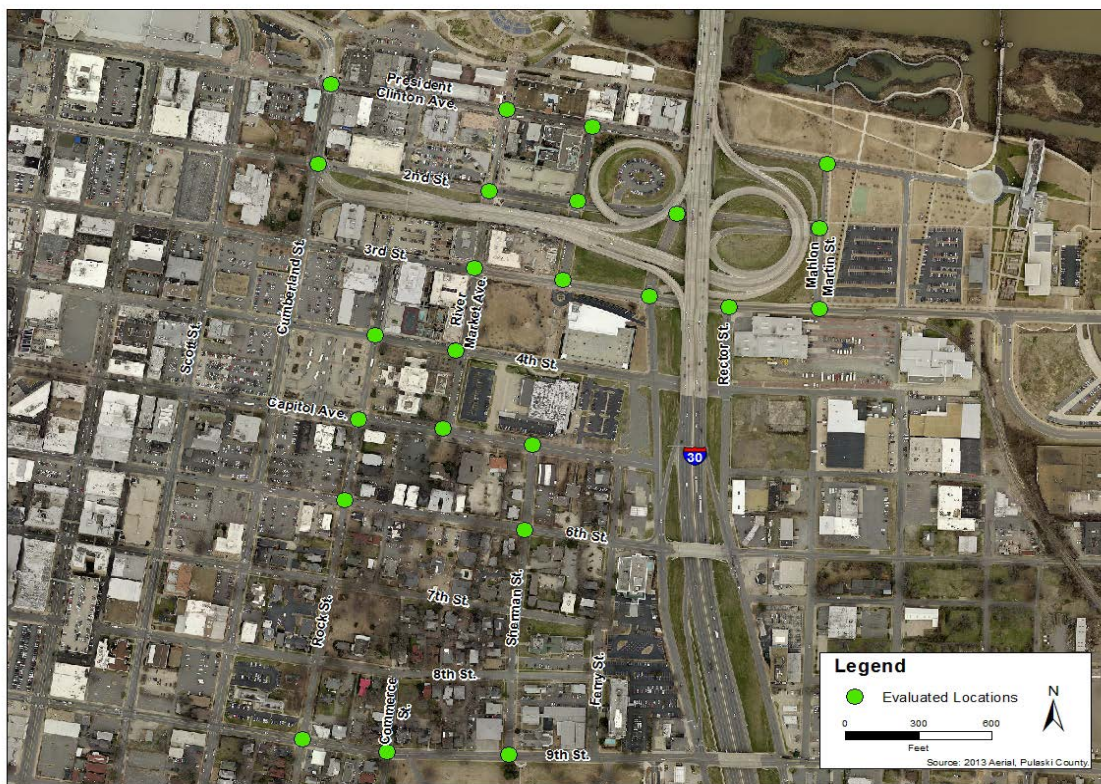 President
Clinton Ave.
2nd St.
Cumberland St.
3rd St.
River
Market Ave.
Mahlon
Martin St.
Scott St.
Rector St.
4th St.
Capitol Ave.
30
6th St.
7th St.
Rock St.
Sherman St.
8th St.
Ferry St.
Commerce
St.
9th St.
Legend
Evaluated Locations
N
0 300 600
Feet
Source: 2013 Aerial, Pulaski County.